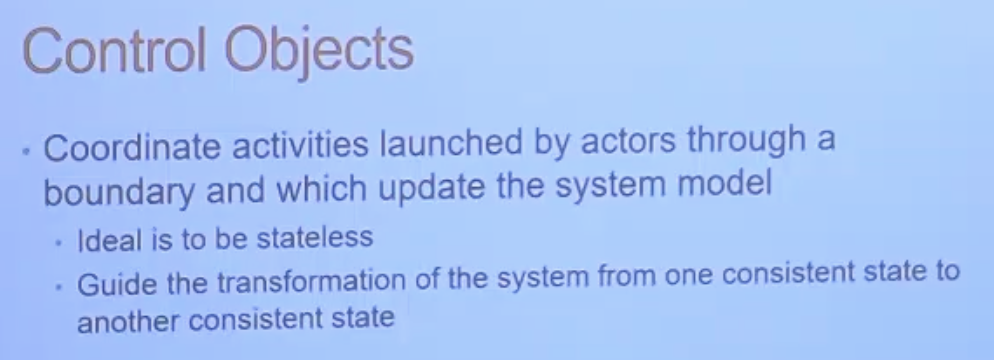 Control Objects
• Coordinate activities launched by actors through a
boundary and which update the system model
• Ideal is to be stateless
• Guide the transformation of the system from one consistent state to
another consistent state